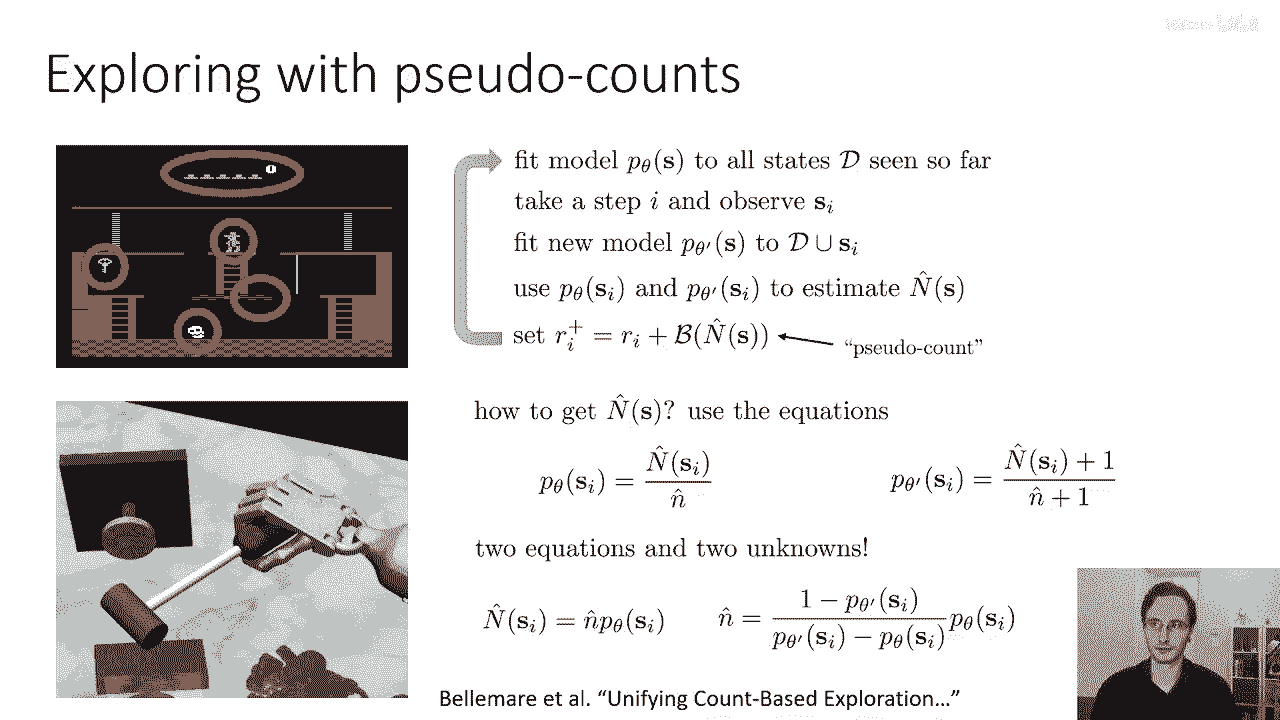 Exploring with pseudo-counts
fit model $p_\theta(\mathbf{s})$ to all states $\mathcal{D}$ seen so far
take a step $i$ and observe $\mathbf{s}_i$
fit new model $p_{\theta'}(\mathbf{s})$ to $\mathcal{D} \cup \mathbf{s}_i$
use $p_\theta(\mathbf{s}_i)$ and $p_{\theta'}(\mathbf{s}_i)$ to estimate $\hat{N}(\mathbf{s})$
set $r_i^+ = r_i + \mathcal{B}(\hat{N}(\mathbf{s}))$
“pseudo-count”
how to get $\hat{N}(\mathbf{s})$? use the equations
$p_\theta(\mathbf{s}_i) = \frac{\hat{N}(\mathbf{s}_i)}{\hat{n}}$
$p_{\theta'}(\mathbf{s}_i) = \frac{\hat{N}(\mathbf{s}_i) + 1}{\hat{n} + 1}$
two equations and two unknowns!
$\hat{N}(\mathbf{s}_i) = \hat{n} p_\theta(\mathbf{s}_i)$
$\hat{n} = \frac{1 - p_{\theta'}(\mathbf{s}_i)}{p_{\theta'}(\mathbf{s}_i) - p_\theta(\mathbf{s}_i)} p_\theta(\mathbf{s}_i)$
Bellemare et al. “Unifying Count-Based Exploration…”